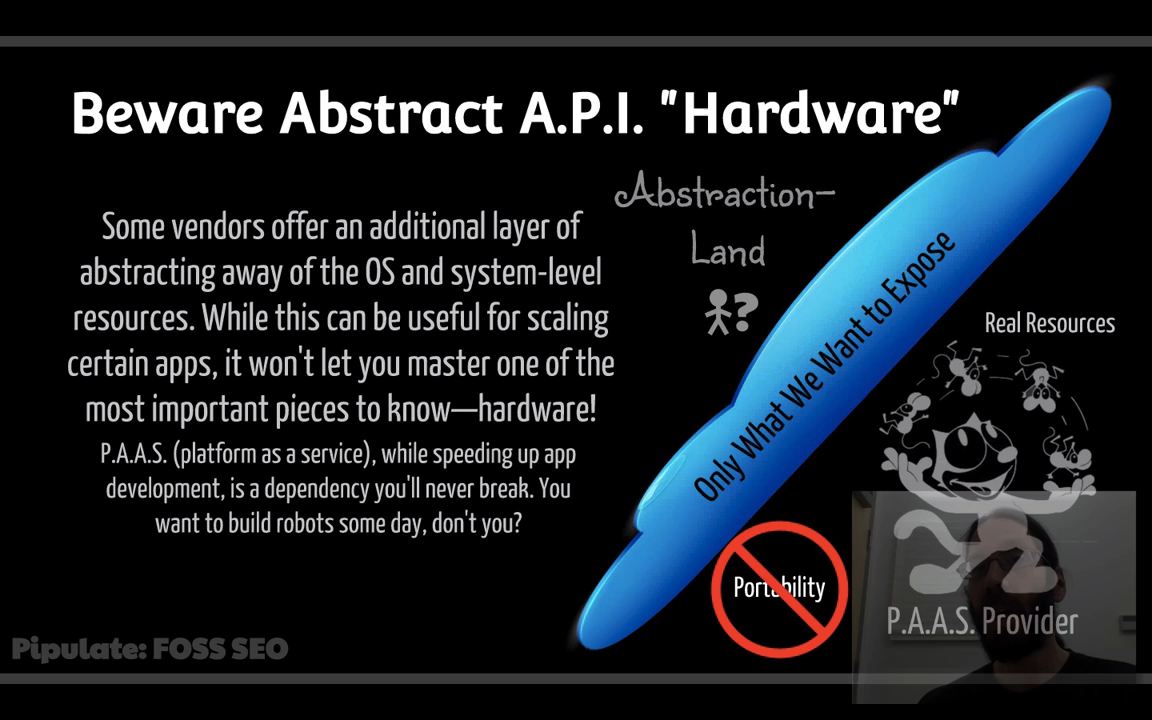 Beware Abstract A.P.I. "Hardware"
Some vendors offer an additional layer of
abstracting away of the OS and system-level
resources. While this can be useful for scaling
certain apps, it won't let you master one of the
most important pieces to know—hardware!
P.A.A.S. (platform as a service), while speeding up app
development, is a dependency you'll never break. You
want to build robots some day, don't you?
Abstraction–
Land
?
Only What We Want to Expose
Real Resources
Portability
P.A.A.S. Provider
Pipulate: FOSS SEO